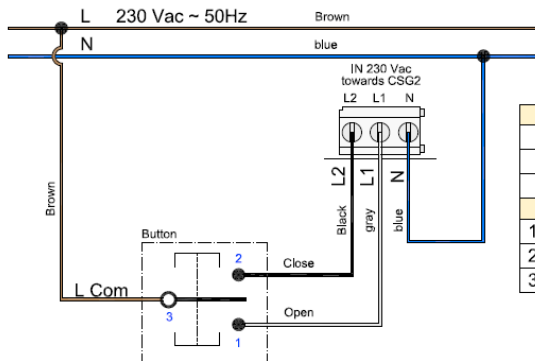 L 230 Vac ~ 50Hz Brown
N blue
IN 230 Vac
towards CSG2
L2 L1 N
L2 L1 N
Brown
Black
gray
blue
Button
2
Close
L Com
3
Open
1
1
2
3